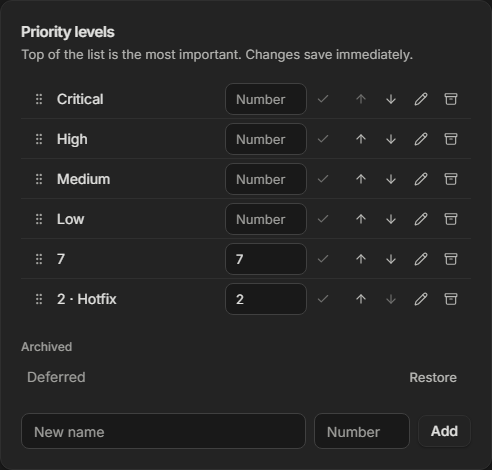 Priority levels
Top of the list is the most important. Changes save immediately.
Critical Number
High Number
Medium Number
Low Number
7 7
2 · Hotfix 2
Archived
Deferred Restore
New name Number Add